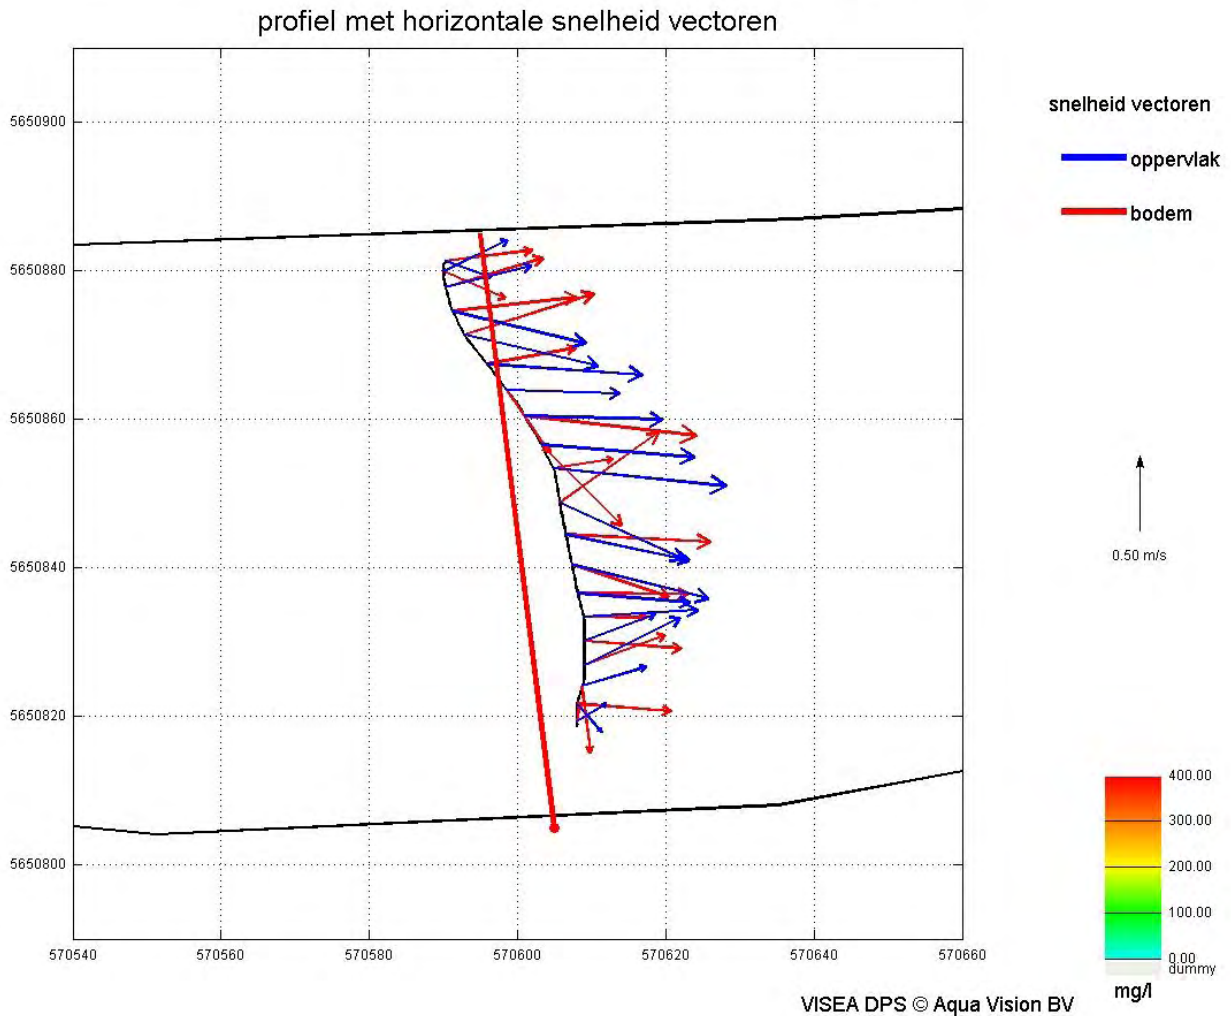 profiel met horizontale snelheid vectoren
snelheid vectoren
oppervlak
bodem
5650900
5650880
5650860
5650840
5650820
5650800
0.50 m/s
400.00
300.00
200.00
100.00
0.00
dummy
mg/l
570540 570560 570580 570600 570620 570640 570660
VISEA DPS © Aqua Vision BV